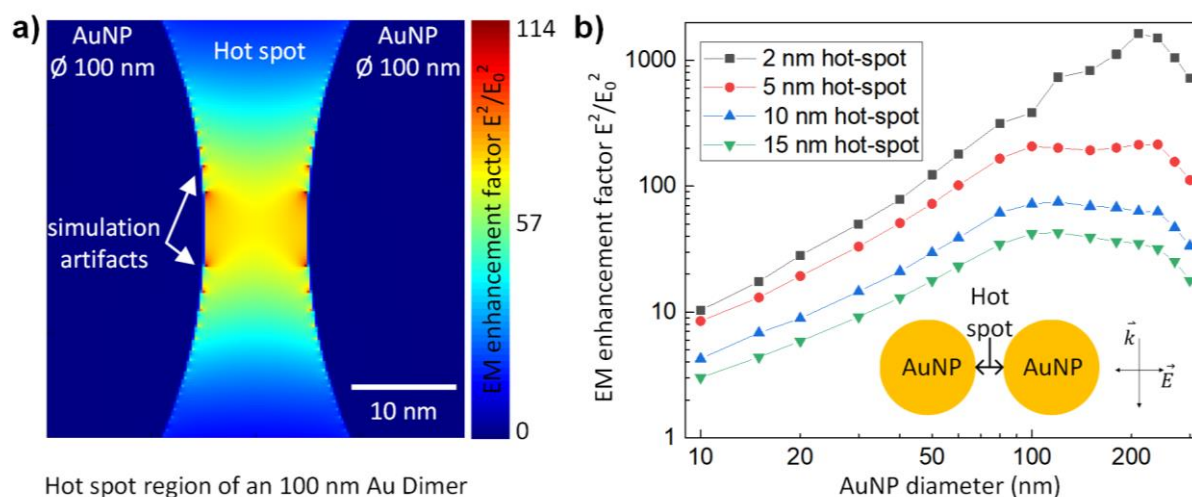 a)
AuNP
Ø 100 nm
Hot spot
AuNP
Ø 100 nm
simulation
artifacts
10 nm
114
57
0
EM enhancement factor E²/E₀²
Hot spot region of an 100 nm Au Dimer
b)
EM enhancement factor E²/E₀²
1000
100
10
1
2 nm hot-spot
5 nm hot-spot
10 nm hot-spot
15 nm hot-spot
Hot
spot
AuNP
AuNP
k⃗
E⃗
10
20
50
100
200
AuNP diameter (nm)